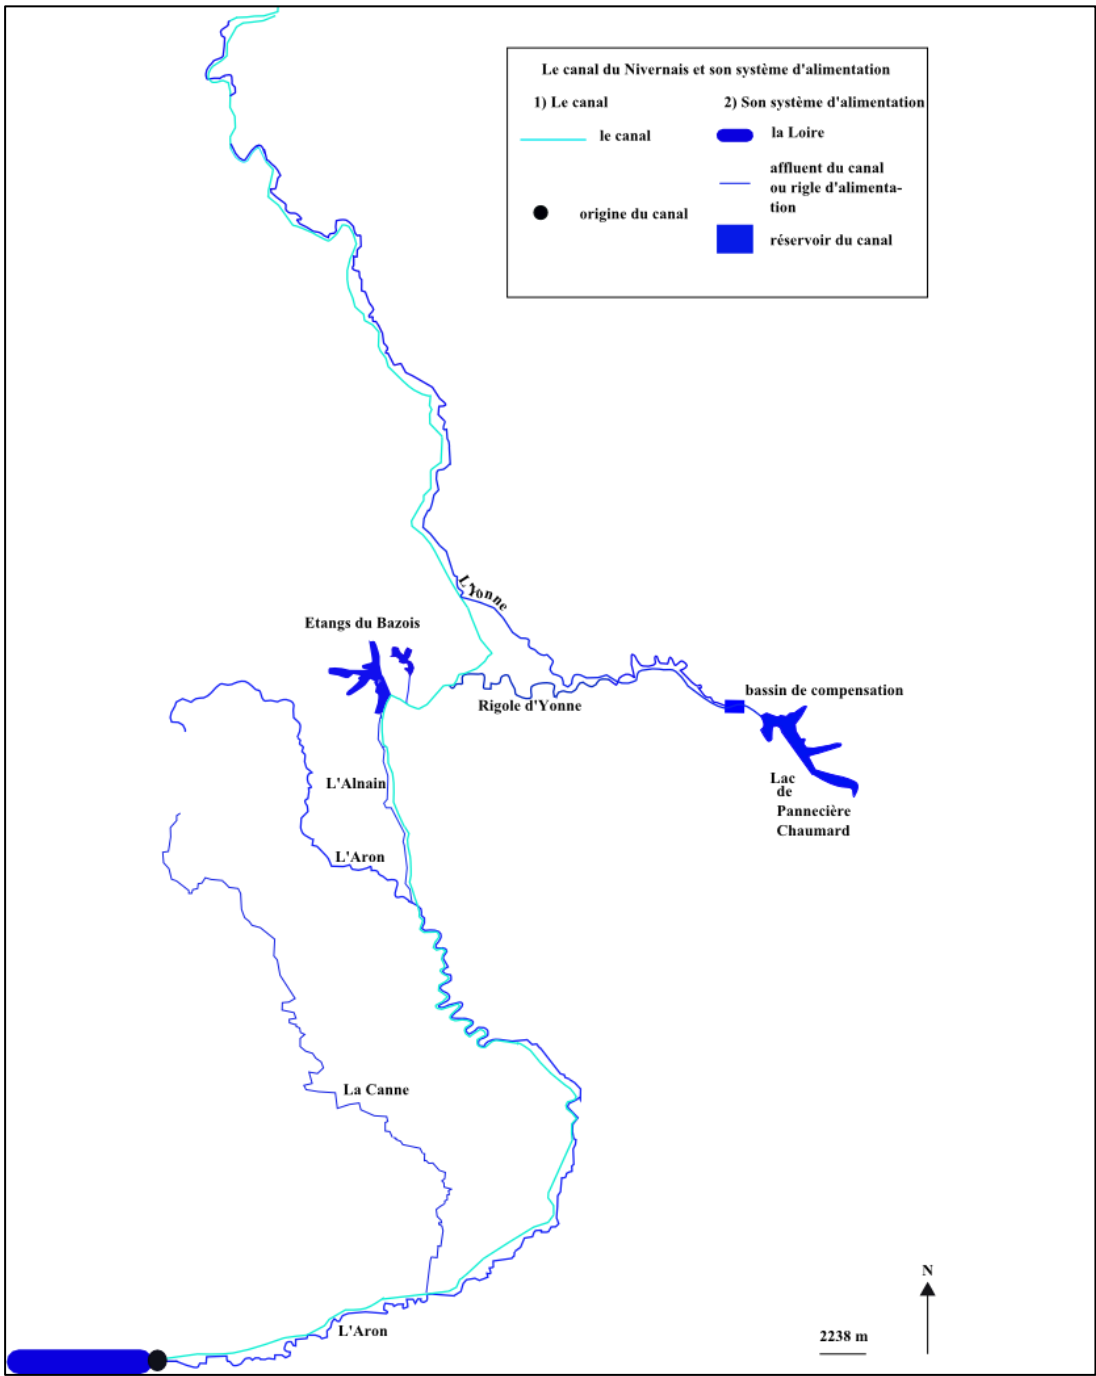 Le canal du Nivernais et son système d'alimentation
1) Le canal
2) Son système d'alimentation
le canal
la Loire
affluent du canal
ou rigle d'alimenta-
tion
origine du canal
réservoir du canal
L'Yonne
Etangs du Bazois
Rigole d'Yonne
bassin de compensation
L'Alnain
Lac
de
Pannecière
Chaumard
L'Aron
La Canne
L'Aron
N
2238 m